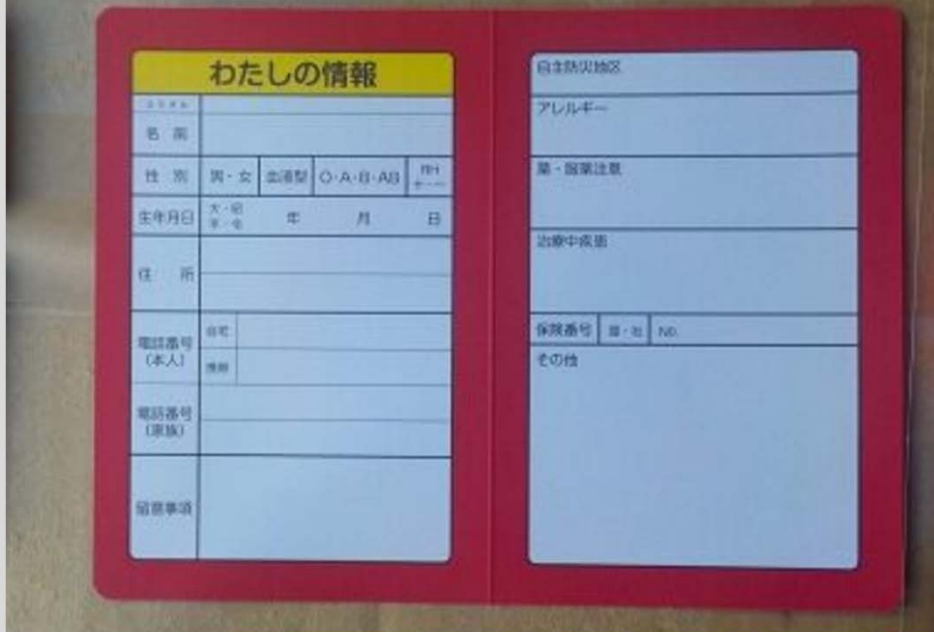 わたしの情報
フリガナ
名 前
性 別 男・女 血液型 O・A・B・AB RH
生年月日 大・昭 年 月 日
平・令
住 所
電話番号
(本人)
自宅
携帯
電話番号
(家族)
留意事項
自主防災地区
アレルギー
薬・服薬注意
治療中疾患
保険番号 国・社 No.
その他